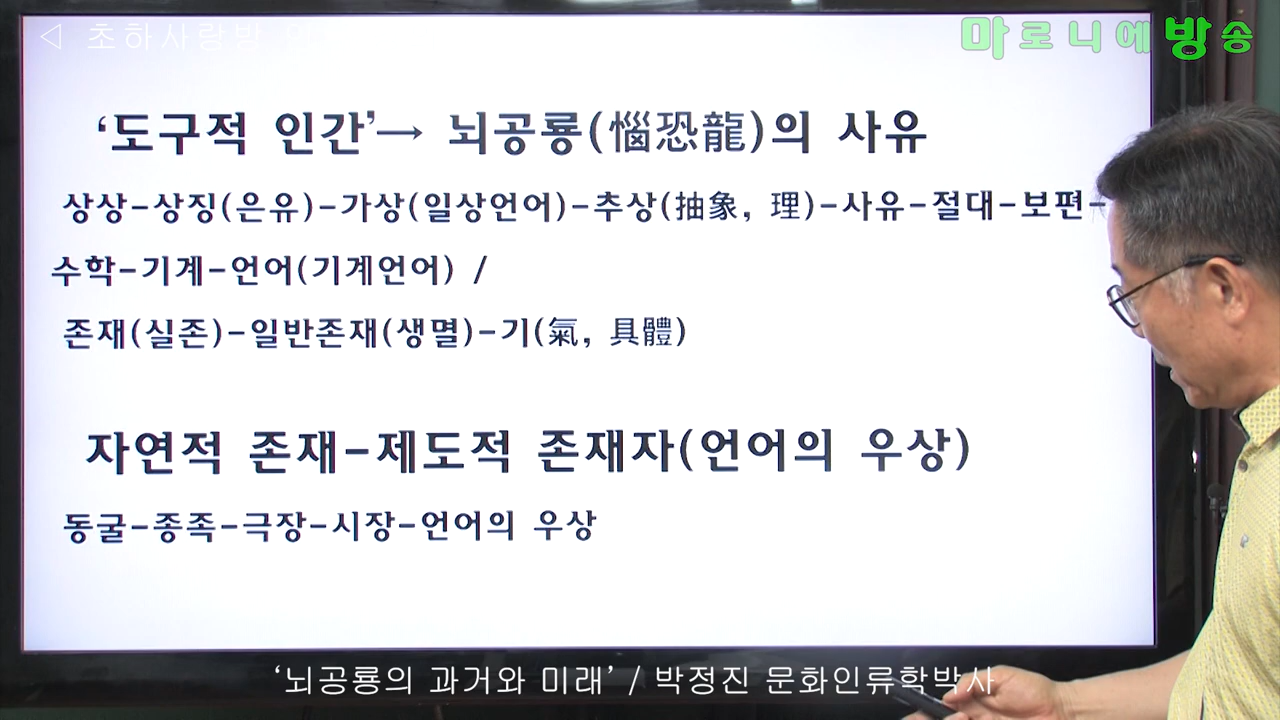 ◁ 초하사랑방
마로니에방송
‘도구적 인간’→ 뇌공룡(惱恐龍)의 사유
상상-상징(은유)-가상(일상언어)-추상(抽象, 理)-사유-절대-보편-
수학-기계-언어(기계언어) /
존재(실존)-일반존재(생멸)-기(氣, 具體)
자연적 존재-제도적 존재자(언어의 우상)
동굴-종족-극장-시장-언어의 우상
‘뇌공룡의 과거와 미래’ / 박정진 문화인류학박사